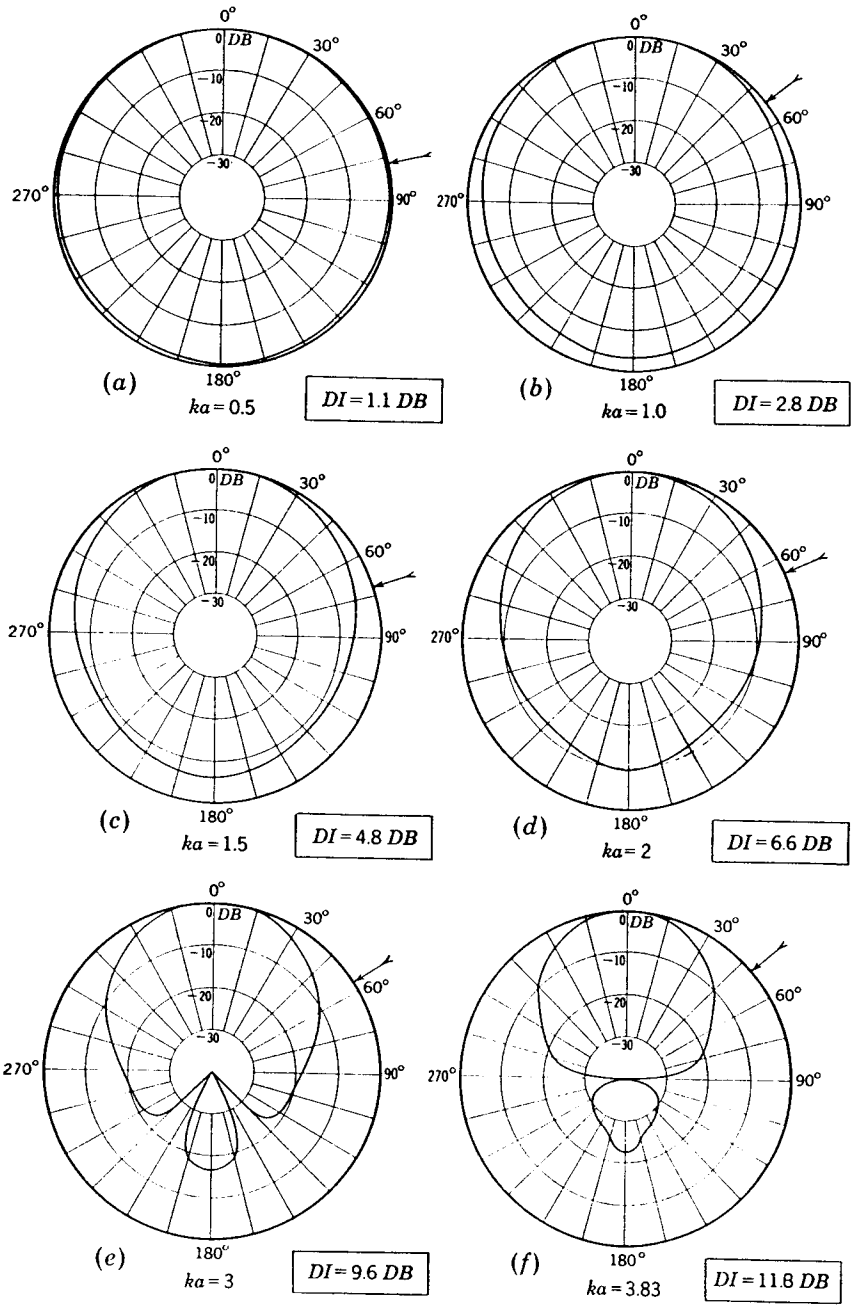 0°
0 DB
30°
-10
60°
-20
-30
270°
90°
(a)
180°
ka=0.5
DI=1.1 DB
0°
0 DB
30°
-10
60°
-20
-30
270°
90°
(b)
180°
ka=1.0
DI=2.8 DB
0°
0 DB
30°
-10
60°
-20
-30
270°
90°
(c)
180°
ka=1.5
DI=4.8 DB
0°
0 DB
30°
-10
60°
-20
-30
270°
90°
(d)
180°
ka=2
DI=6.6 DB
0°
0 DB
30°
-10
60°
-20
-30
270°
90°
(e)
180°
ka=3
DI=9.6 DB
0°
0 DB
30°
-10
60°
-20
-30
270°
90°
(f)
180°
ka=3.83
DI=11.8 DB